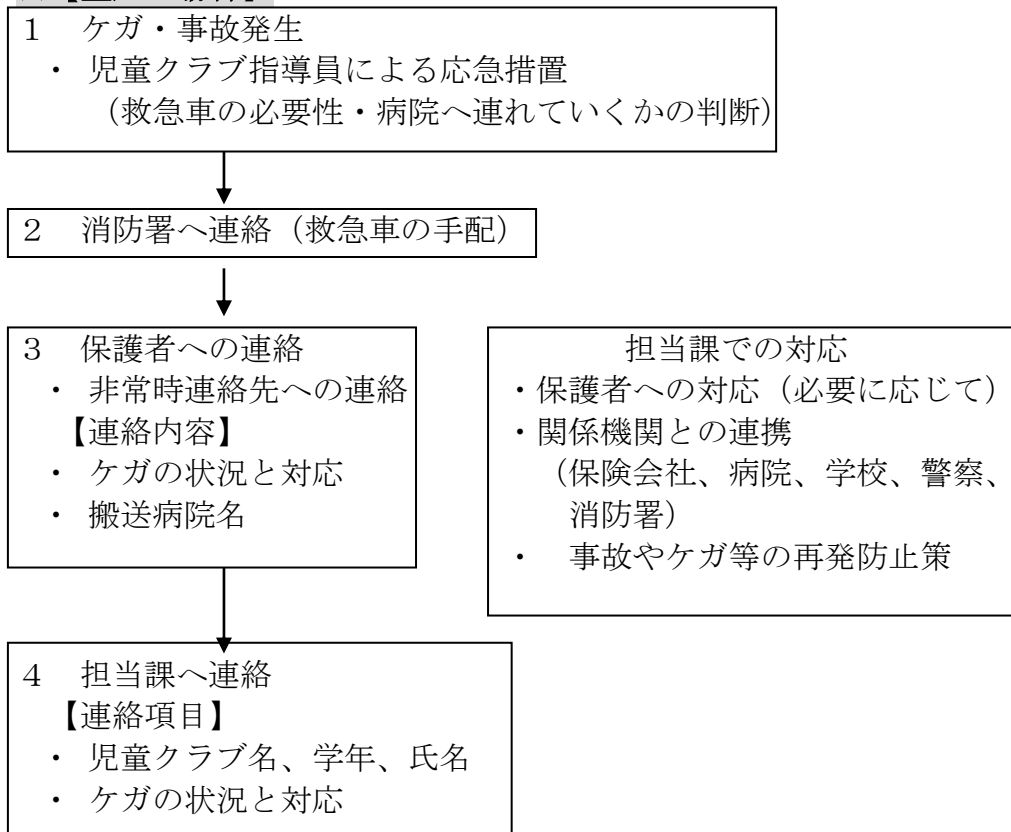 １　ケガ・事故発生
・ 児童クラブ指導員による応急措置
（救急車の必要性・病院へ連れていくかの判断）
２　消防署へ連絡（救急車の手配）
３　保護者への連絡
・ 非常時連絡先への連絡
【連絡内容】
・ ケガの状況と対応
・ 搬送病院名
担当課での対応
・保護者への対応（必要に応じて）
・関係機関との連携
（保険会社、病院、学校、警察、
消防署）
・　事故やケガ等の再発防止策
４　担当課へ連絡
【連絡項目】
・ 児童クラブ名、学年、氏名
・ ケガの状況と対応